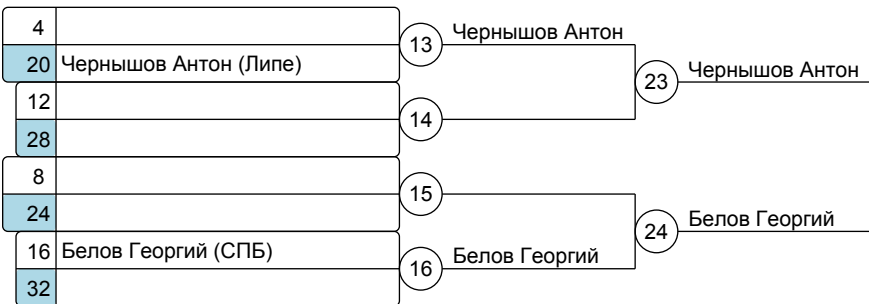 4
20 Чернышов Антон (Липе)
13 Чернышов Антон
12
28
14
23 Чернышов Антон
8
24
15
16 Белов Георгий (СПБ)
32
16 Белов Георгий
24 Белов Георгий